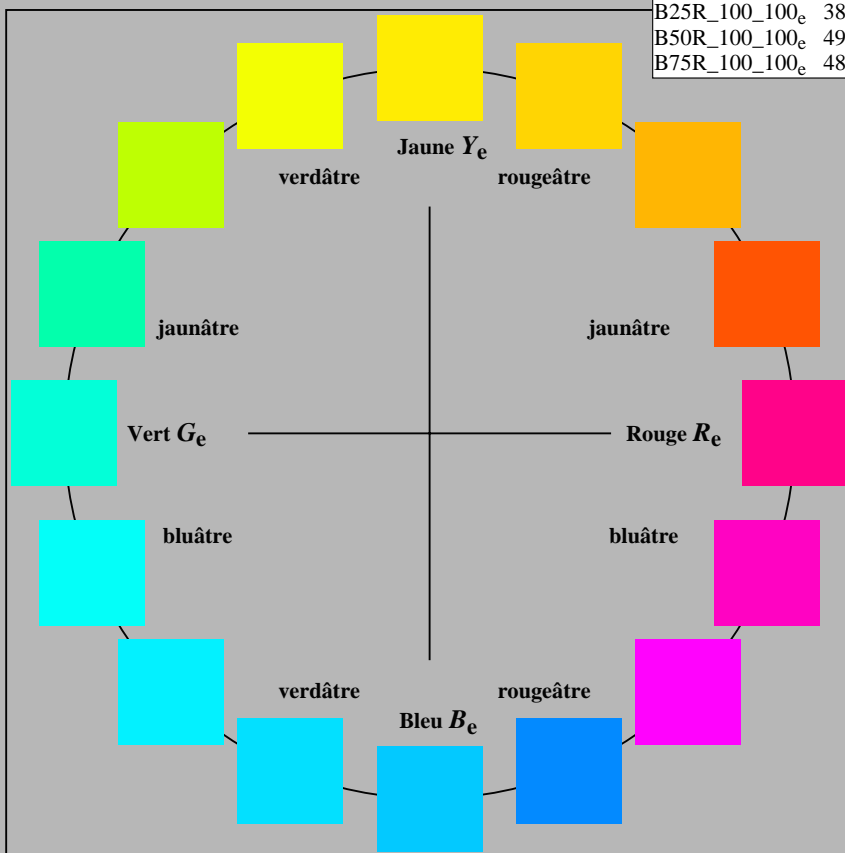 B25R_100_100e 38
B50R_100_100e 49
B75R_100_100e 48
Jaune Ye
verdâtre rougeâtre
jaunâtre jaunâtre
Vert Ge Rouge Re
bluâtre bluâtre
verdâtre rougeâtre
Bleu Be